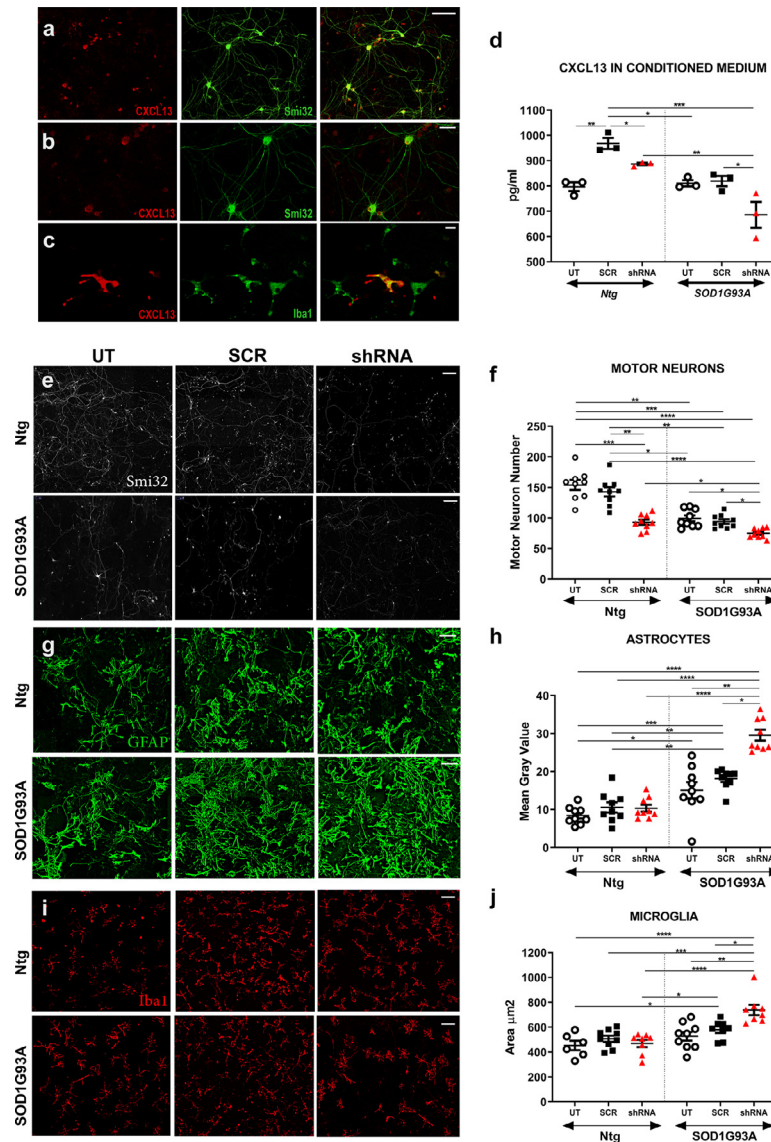 a
CXCL13
Smi32
b
CXCL13
Smi32
c
CXCL13
Iba1
d
CXCL13 IN CONDITIONED MEDIUM
***
*
** *
**
*
pg/ml
1100
1000
900
800
700
600
500
UT SCR shRNA UT SCR shRNA
Ntg SOD1G93A
UT SCR shRNA
e
Ntg
Smi32
SOD1G93A
f
MOTOR NEURONS
**
***
****
**
**
***
*
****
*
*
*
Motor Neuron Number
250
200
150
100
50
0
UT SCR shRNA UT SCR shRNA
Ntg SOD1G93A
g
Ntg
GFAP
SOD1G93A
h
ASTROCYTES
****
****
**
****
*
***
**
*
**
Mean Gray Value
40
30
20
10
0
UT SCR shRNA UT SCR shRNA
Ntg SOD1G93A
i
Ntg
Iba1
SOD1G93A
j
MICROGLIA
****
*
***
**
****
*
*
Area µm2
1200
1000
800
600
400
200
0
UT SCR shRNA UT SCR shRNA
Ntg SOD1G93A